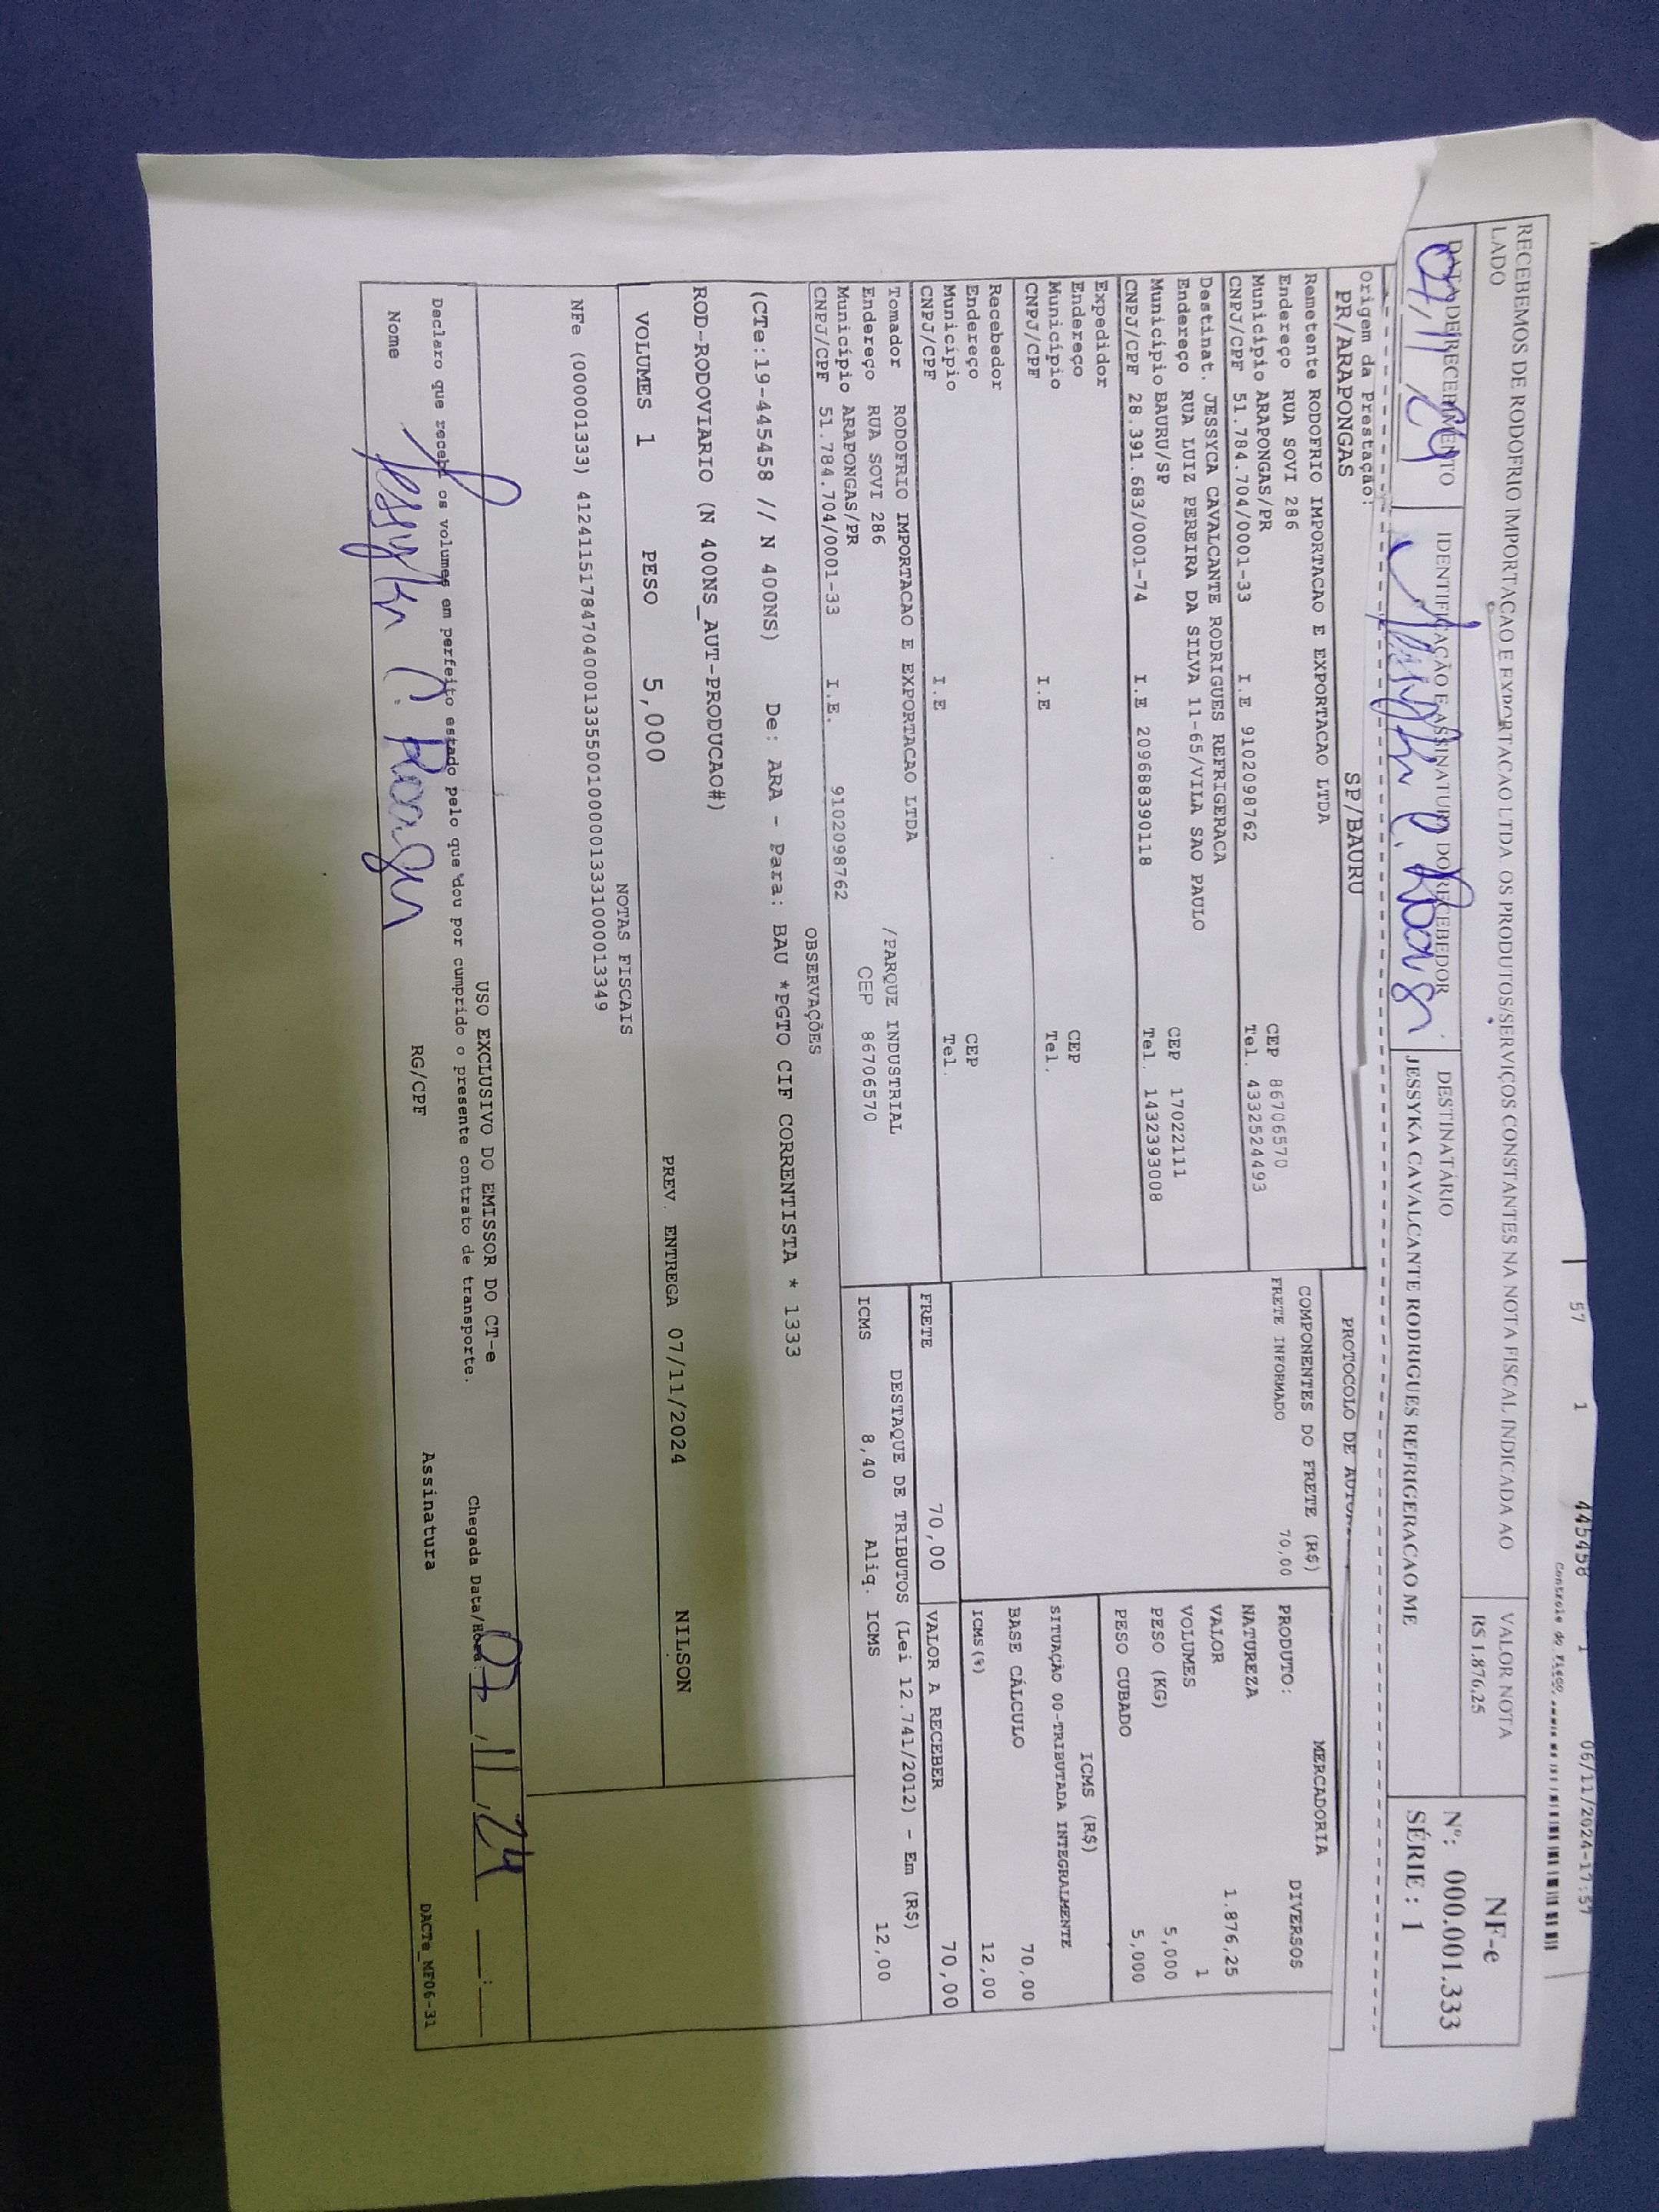 57 1 445458 1 06/11/2024-17:57
Controle do Fisco
RECEBEMOS DE RODOFRIO IMPORTACAO E EXPORTACAO LTDA OS PRODUTOS/SERVIÇOS CONSTANTES NA NOTA FISCAL INDICADA AO LADO
VALOR NOTA
R$ 1.876,25
NF-e
Nº: 000.001.333
SÉRIE : 1
DATA DE RECEBIMENTO
07/11/24
IDENTIFICAÇÃO E ASSINATURA DO RECEBEDOR
DESTINATÁRIO
JESSYKA CAVALCANTE RODRIGUES REFRIGERACAO ME
Origem da Prestação:
PR/ARAPONGAS SP/BAURU
PROTOCOLO DE
Remetente RODOFRIO IMPORTACAO E EXPORTACAO LTDA
Endereço RUA SOVI 286 CEP 86706570
Município ARAPONGAS/PR Tel. 4332524493
CNPJ/CPF 51.784.704/0001-33 I.E 9102098762
Destinat. JESSYCA CAVALCANTE RODRIGUES REFRIGERACA
Endereço RUA LUIZ PEREIRA DA SILVA 11-65/VILA SAO PAULO
Município BAURU/SP CEP 17022111
CNPJ/CPF 28.391.683/0001-74 I.E 209688390118 Tel. 1432393008
Expedidor
Endereço CEP
Município Tel.
CNPJ/CPF I.E
Recebedor
Endereço CEP
Município Tel.
CNPJ/CPF I.E
Tomador RODOFRIO IMPORTACAO E EXPORTACAO LTDA
Endereço RUA SOVI 286 /PARQUE INDUSTRIAL
Município ARAPONGAS/PR CEP 86706570
CNPJ/CPF 51.784.704/0001-33 I.E. 9102098762
COMPONENTES DO FRETE (R$)
FRETE INFORMADO 70,00
MERCADORIA
PRODUTO: DIVERSOS
NATUREZA
VALOR 1.876,25
VOLUMES 1
PESO (KG) 5,000
PESO CUBADO 5,000
ICMS (R$)
SITUAÇÃO 00-TRIBUTADA INTEGRALMENTE
BASE CÁLCULO 70,00
ICMS(%) 12,00
FRETE 70,00 VALOR A RECEBER 70,00
DESTAQUE DE TRIBUTOS (Lei 12.741/2012) - Em (R$)
ICMS 8,40 Aliq. ICMS 12,00
OBSERVAÇÕES
(CTe:19-445458 // N 400NS) De: ARA - Para: BAU *PGTO CIF CORRENTISTA * 1333
ROD-RODOVIARIO (N 400NS_AUT-PRODUCAO#)
VOLUMES 1 PESO 5,000 PREV. ENTREGA 07/11/2024 NILSON
NOTAS FISCAIS
NFe (000001333) 41241151784704000133550010000013331000013349
USO EXCLUSIVO DO EMISSOR DO CT-e
Declaro que recebi os volumes em perfeito estado pelo que dou por cumprido o presente contrato de transporte.
Chegada Data/Hora: 07/11/24 __:__
Nome RG/CPF Assinatura
DACTe_MF06-31